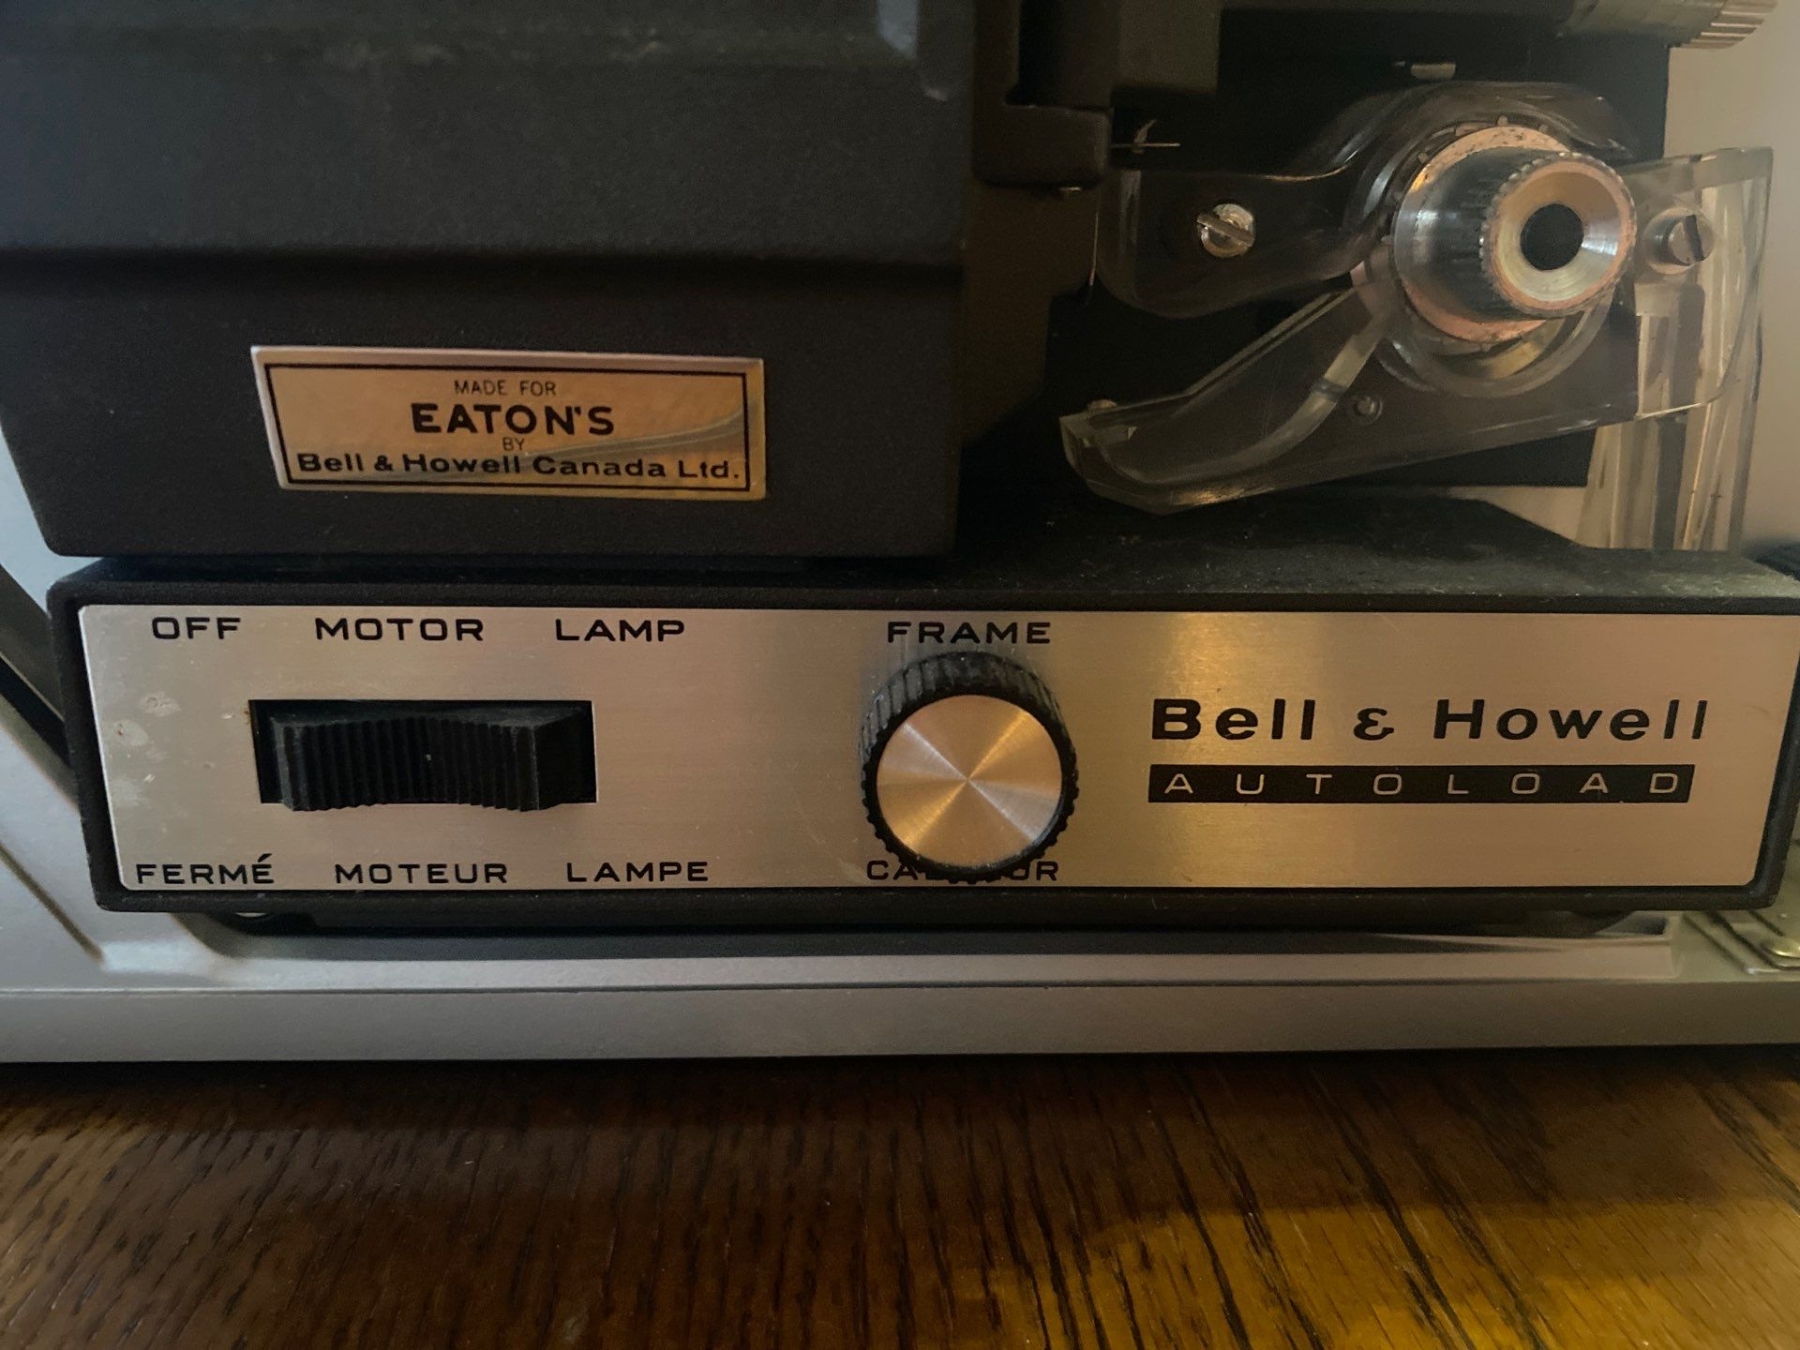 MADE FOR
EATON'S
BY
Bell & Howell Canada Ltd.
OFF MOTOR LAMP FRAME
Bell & Howell
AUTOLOAD
FERMÉ MOTEUR LAMPE